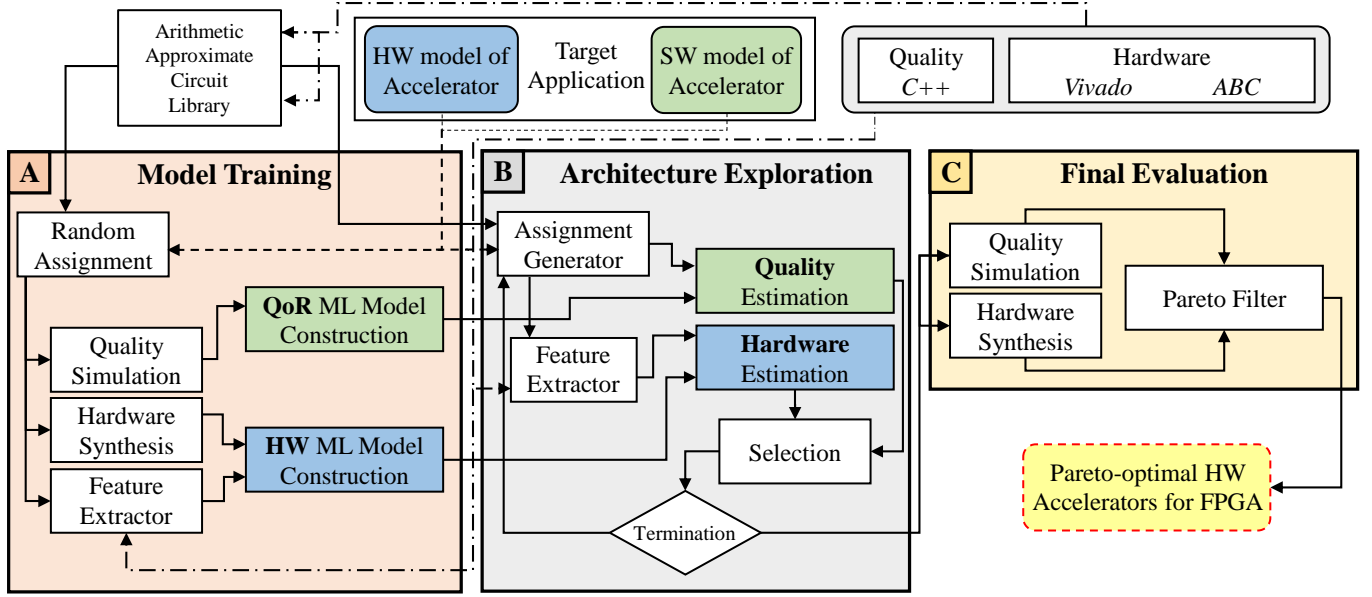 Arithmetic
Approximate
Circuit
Library
HW model of
Accelerator
Target
Application
SW model of
Accelerator
Quality
C++
Hardware
Vivado ABC
A
Model Training
Random
Assignment
QoR ML Model
Construction
Quality
Simulation
Hardware
Synthesis
HW ML Model
Construction
Feature
Extractor
B
Architecture Exploration
Assignment
Generator
Quality
Estimation
Feature
Extractor
Hardware
Estimation
Selection
Termination
C
Final Evaluation
Quality
Simulation
Hardware
Synthesis
Pareto Filter
Pareto-optimal HW
Accelerators for FPGA